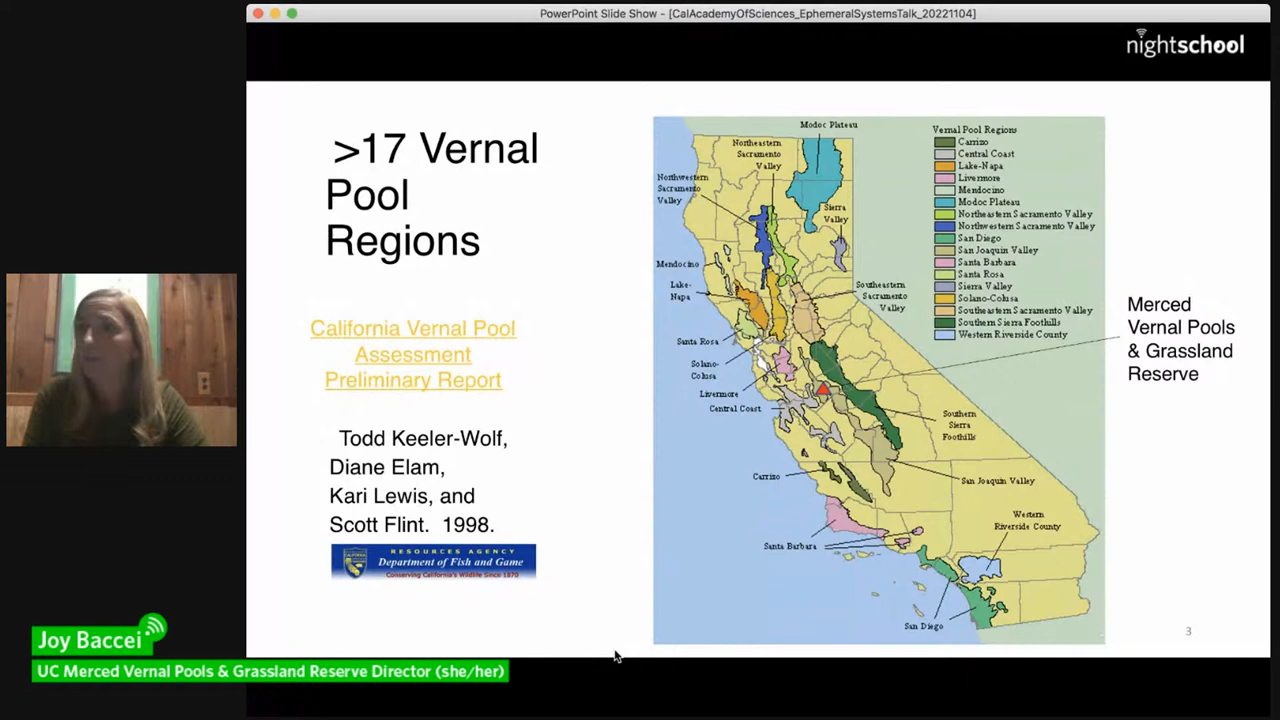 PowerPoint Slide Show - [CalAcademyOfSciences_EphemeralSystemsTalk_20221104]
nightschool
>17 Vernal
Pool
Regions
California Vernal Pool
Assessment
Preliminary Report
Todd Keeler-Wolf,
Diane Elam,
Kari Lewis, and
Scott Flint. 1998.
RESOURCES AGENCY
Department of Fish and Game
Conserving California's Wildlife Since 1870
Modoc Plateau
Northeastern
Sacramento
Valley
Northwestern
Sacramento
Valley
Sierra
Valley
Mendocino
Lake-
Napa
Southeastern
Sacramento
Valley
Santa Rosa
Solano-
Colusa
Livermore
Central Coast
Southern
Sierra
Foothills
Carrizo
San Joaquin Valley
Western
Riverside County
Santa Barbara
San Diego
Vernal Pool Regions
Carrizo
Central Coast
Lake-Napa
Livermore
Mendocino
Modoc Plateau
Northeastern Sacramento Valley
Northwestern Sacramento Valley
San Diego
San Joaquin Valley
Santa Barbara
Santa Rosa
Sierra Valley
Solano-Colusa
Southeastern Sacramento Valley
Southern Sierra Foothills
Western Riverside County
Merced
Vernal Pools
& Grassland
Reserve
3
Joy Baccei
UC Merced Vernal Pools & Grassland Reserve Director (she/her)